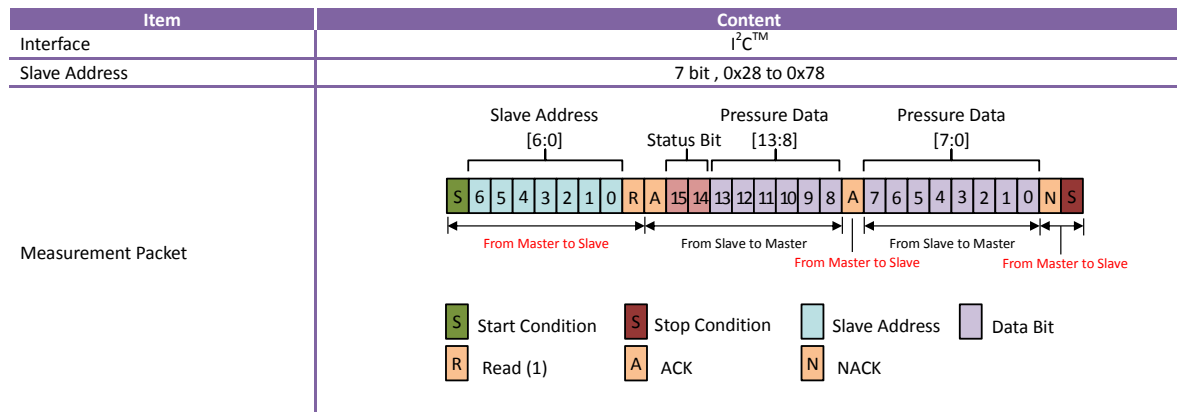 Item Content
Interface I²C™
Slave Address 7 bit , 0x28 to 0x78
Measurement Packet
Slave Address Pressure Data Pressure Data
[6:0] Status Bit [13:8] [7:0]
S 6 5 4 3 2 1 0 R A 15 14 13 12 11 10 9 8 A 7 6 5 4 3 2 1 0 N S
From Master to Slave From Slave to Master From Slave to Master
From Master to Slave From Master to Slave
S Start Condition S Stop Condition Slave Address Data Bit
R Read (1) A ACK N NACK